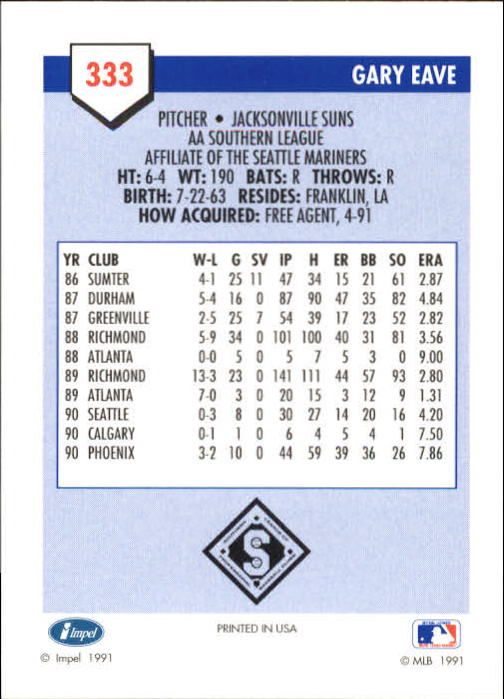 333
GARY EAVE
PITCHER • JACKSONVILLE SUNS
AA SOUTHERN LEAGUE
AFFILIATE OF THE SEATTLE MARINERS
HT: 6-4 WT: 190 BATS: R THROWS: R
BIRTH: 7-22-63 RESIDES: FRANKLIN, LA
HOW ACQUIRED: FREE AGENT, 4-91
YR CLUB W-L G SV IP H ER BB SO ERA
86 SUMTER 4-1 25 11 47 34 15 21 61 2.87
87 DURHAM 5-4 16 0 87 90 47 35 82 4.84
87 GREENVILLE 2-5 25 7 54 39 17 23 52 2.82
88 RICHMOND 5-9 34 0 101 100 40 31 81 3.56
88 ATLANTA 0-0 5 0 5 7 5 3 0 9.00
89 RICHMOND 13-3 23 0 141 111 44 57 93 2.80
89 ATLANTA 7-0 3 0 20 15 3 12 9 1.31
90 SEATTLE 0-3 8 0 30 27 14 20 16 4.20
90 CALGARY 0-1 1 0 6 4 5 4 1 7.50
90 PHOENIX 3-2 10 0 44 59 39 36 26 7.86
SOUTHERN LEAGUE OF
S
PROFESSIONAL BASEBALL CLUBS
Impel
PRINTED IN USA
© Impel 1991
© MLB 1991